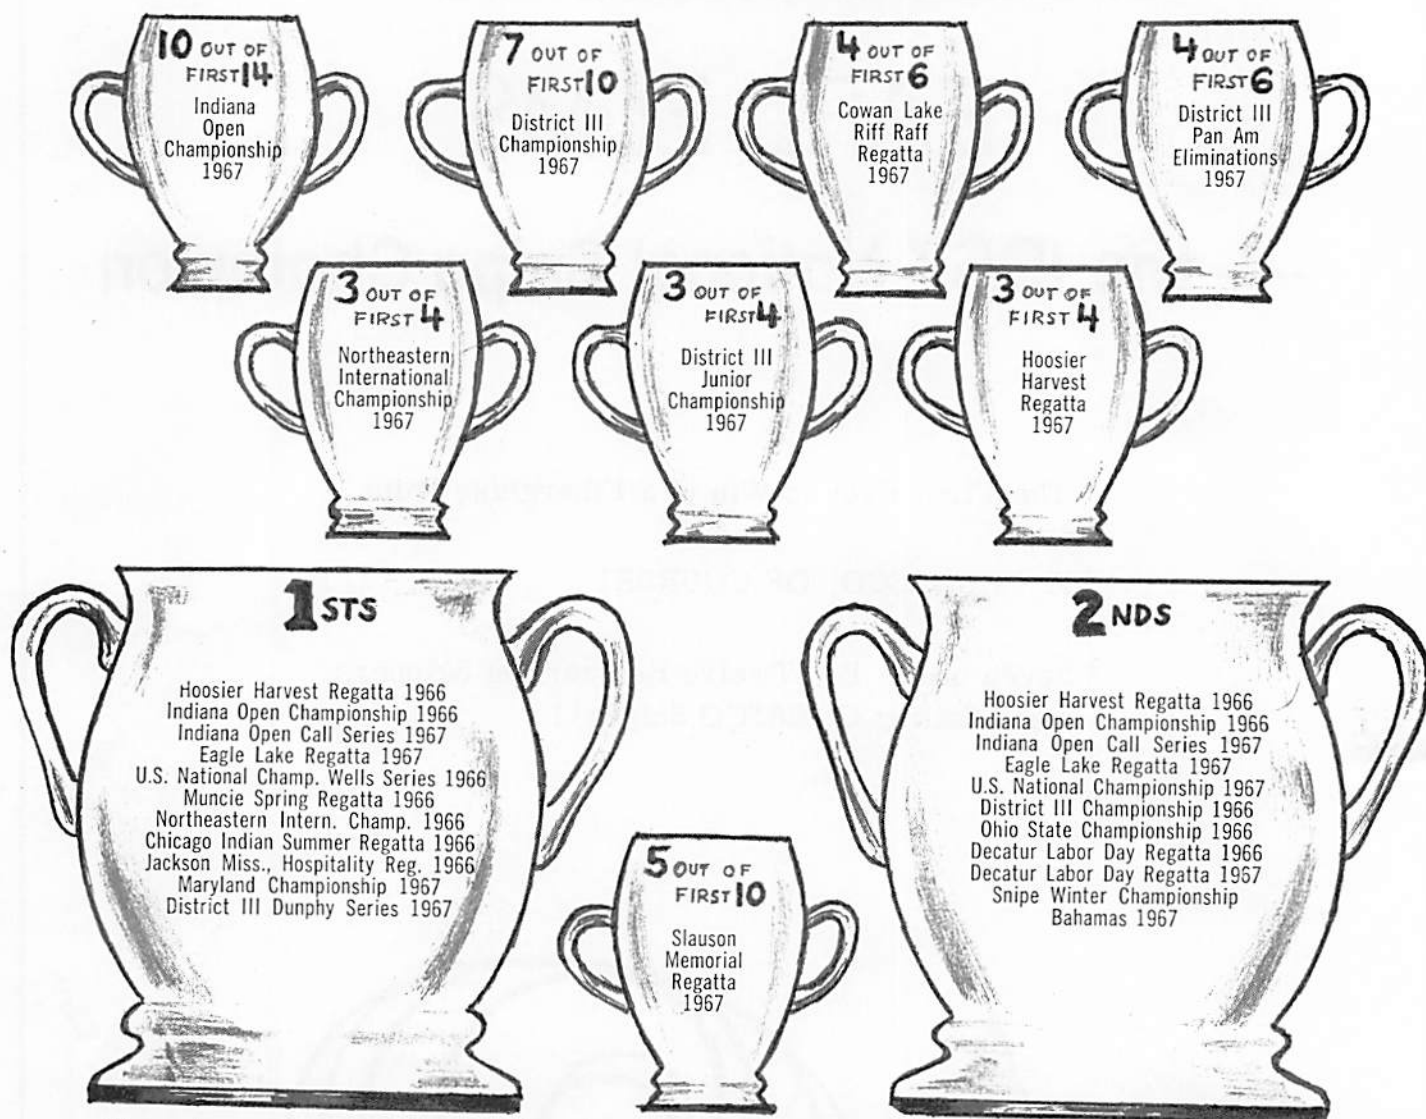 10 OUT OF
FIRST 14
Indiana
Open
Championship
1967
7 OUT OF
FIRST 10
District III
Championship
1967
4 OUT OF
FIRST 6
Cowan Lake
Riff Raff
Regatta
1967
4 OUT OF
FIRST 6
District III
Pan Am
Eliminations
1967
3 OUT OF
FIRST 4
Northeastern
International
Championship
1967
3 OUT OF
FIRST 4
District III
Junior
Championship
1967
3 OUT OF
FIRST 4
Hoosier
Harvest
Regatta
1967
1STS
Hoosier Harvest Regatta 1966
Indiana Open Championship 1966
Indiana Open Call Series 1967
Eagle Lake Regatta 1967
U.S. National Champ. Wells Series 1966
Muncie Spring Regatta 1966
Northeastern Intern. Champ. 1966
Chicago Indian Summer Regatta 1966
Jackson Miss., Hospitality Reg. 1966
Maryland Championship 1967
District III Dunphy Series 1967
5 OUT OF
FIRST 10
Slauson
Memorial
Regatta
1967
2NDS
Hoosier Harvest Regatta 1966
Indiana Open Championship 1966
Indiana Open Call Series 1967
Eagle Lake Regatta 1967
U.S. National Championship 1967
District III Championship 1966
Ohio State Championship 1966
Decatur Labor Day Regatta 1966
Decatur Labor Day Regatta 1967
Snipe Winter Championship
Bahamas 1967